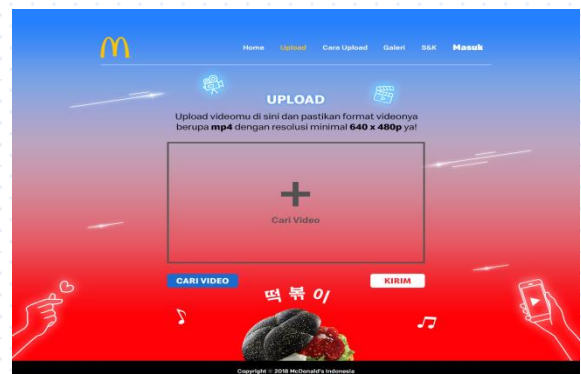 Home Upload Cara Upload Galeri S&K Masuk
UPLOAD
Upload videomu di sini dan pastikan format videonya
berupa mp4 dengan resolusi minimal 640 x 480p ya!
Cari Video
CARI VIDEO KIRIM
떡볶이
Copyright © 2018 McDonald's Indonesia